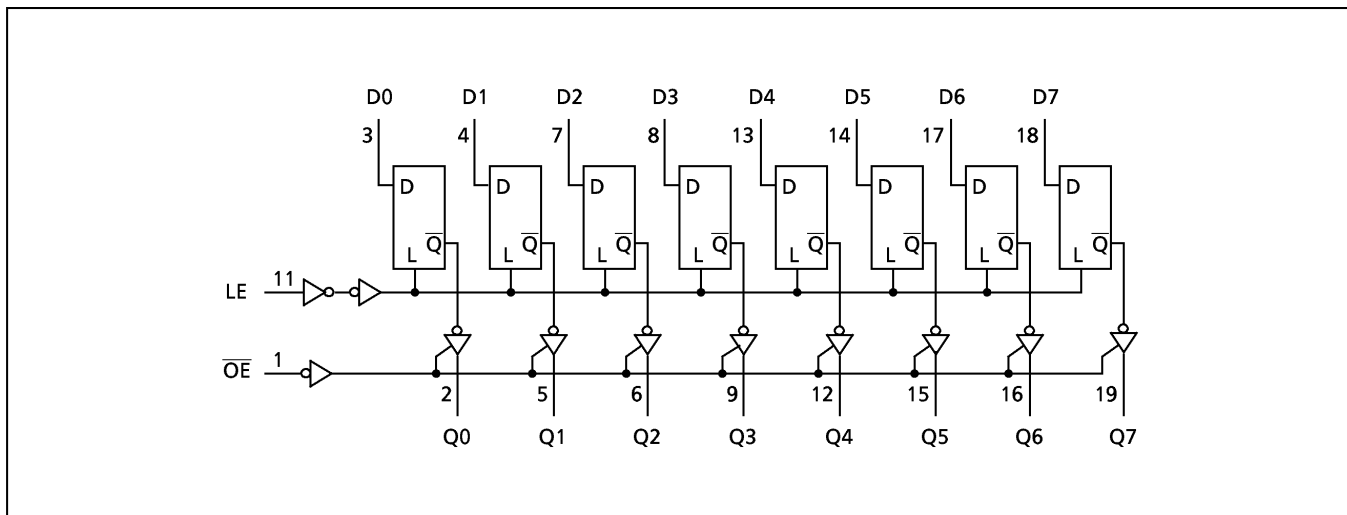 D0 D1 D2 D3 D4 D5 D6 D7
3 4 7 8 13 14 17 18
D D D D D D D D
Q̅ Q̅ Q̅ Q̅ Q̅ Q̅ Q̅ Q̅
L L L L L L L L
LE 11
O̅E̅ 1
2 5 6 9 12 15 16 19
Q0 Q1 Q2 Q3 Q4 Q5 Q6 Q7